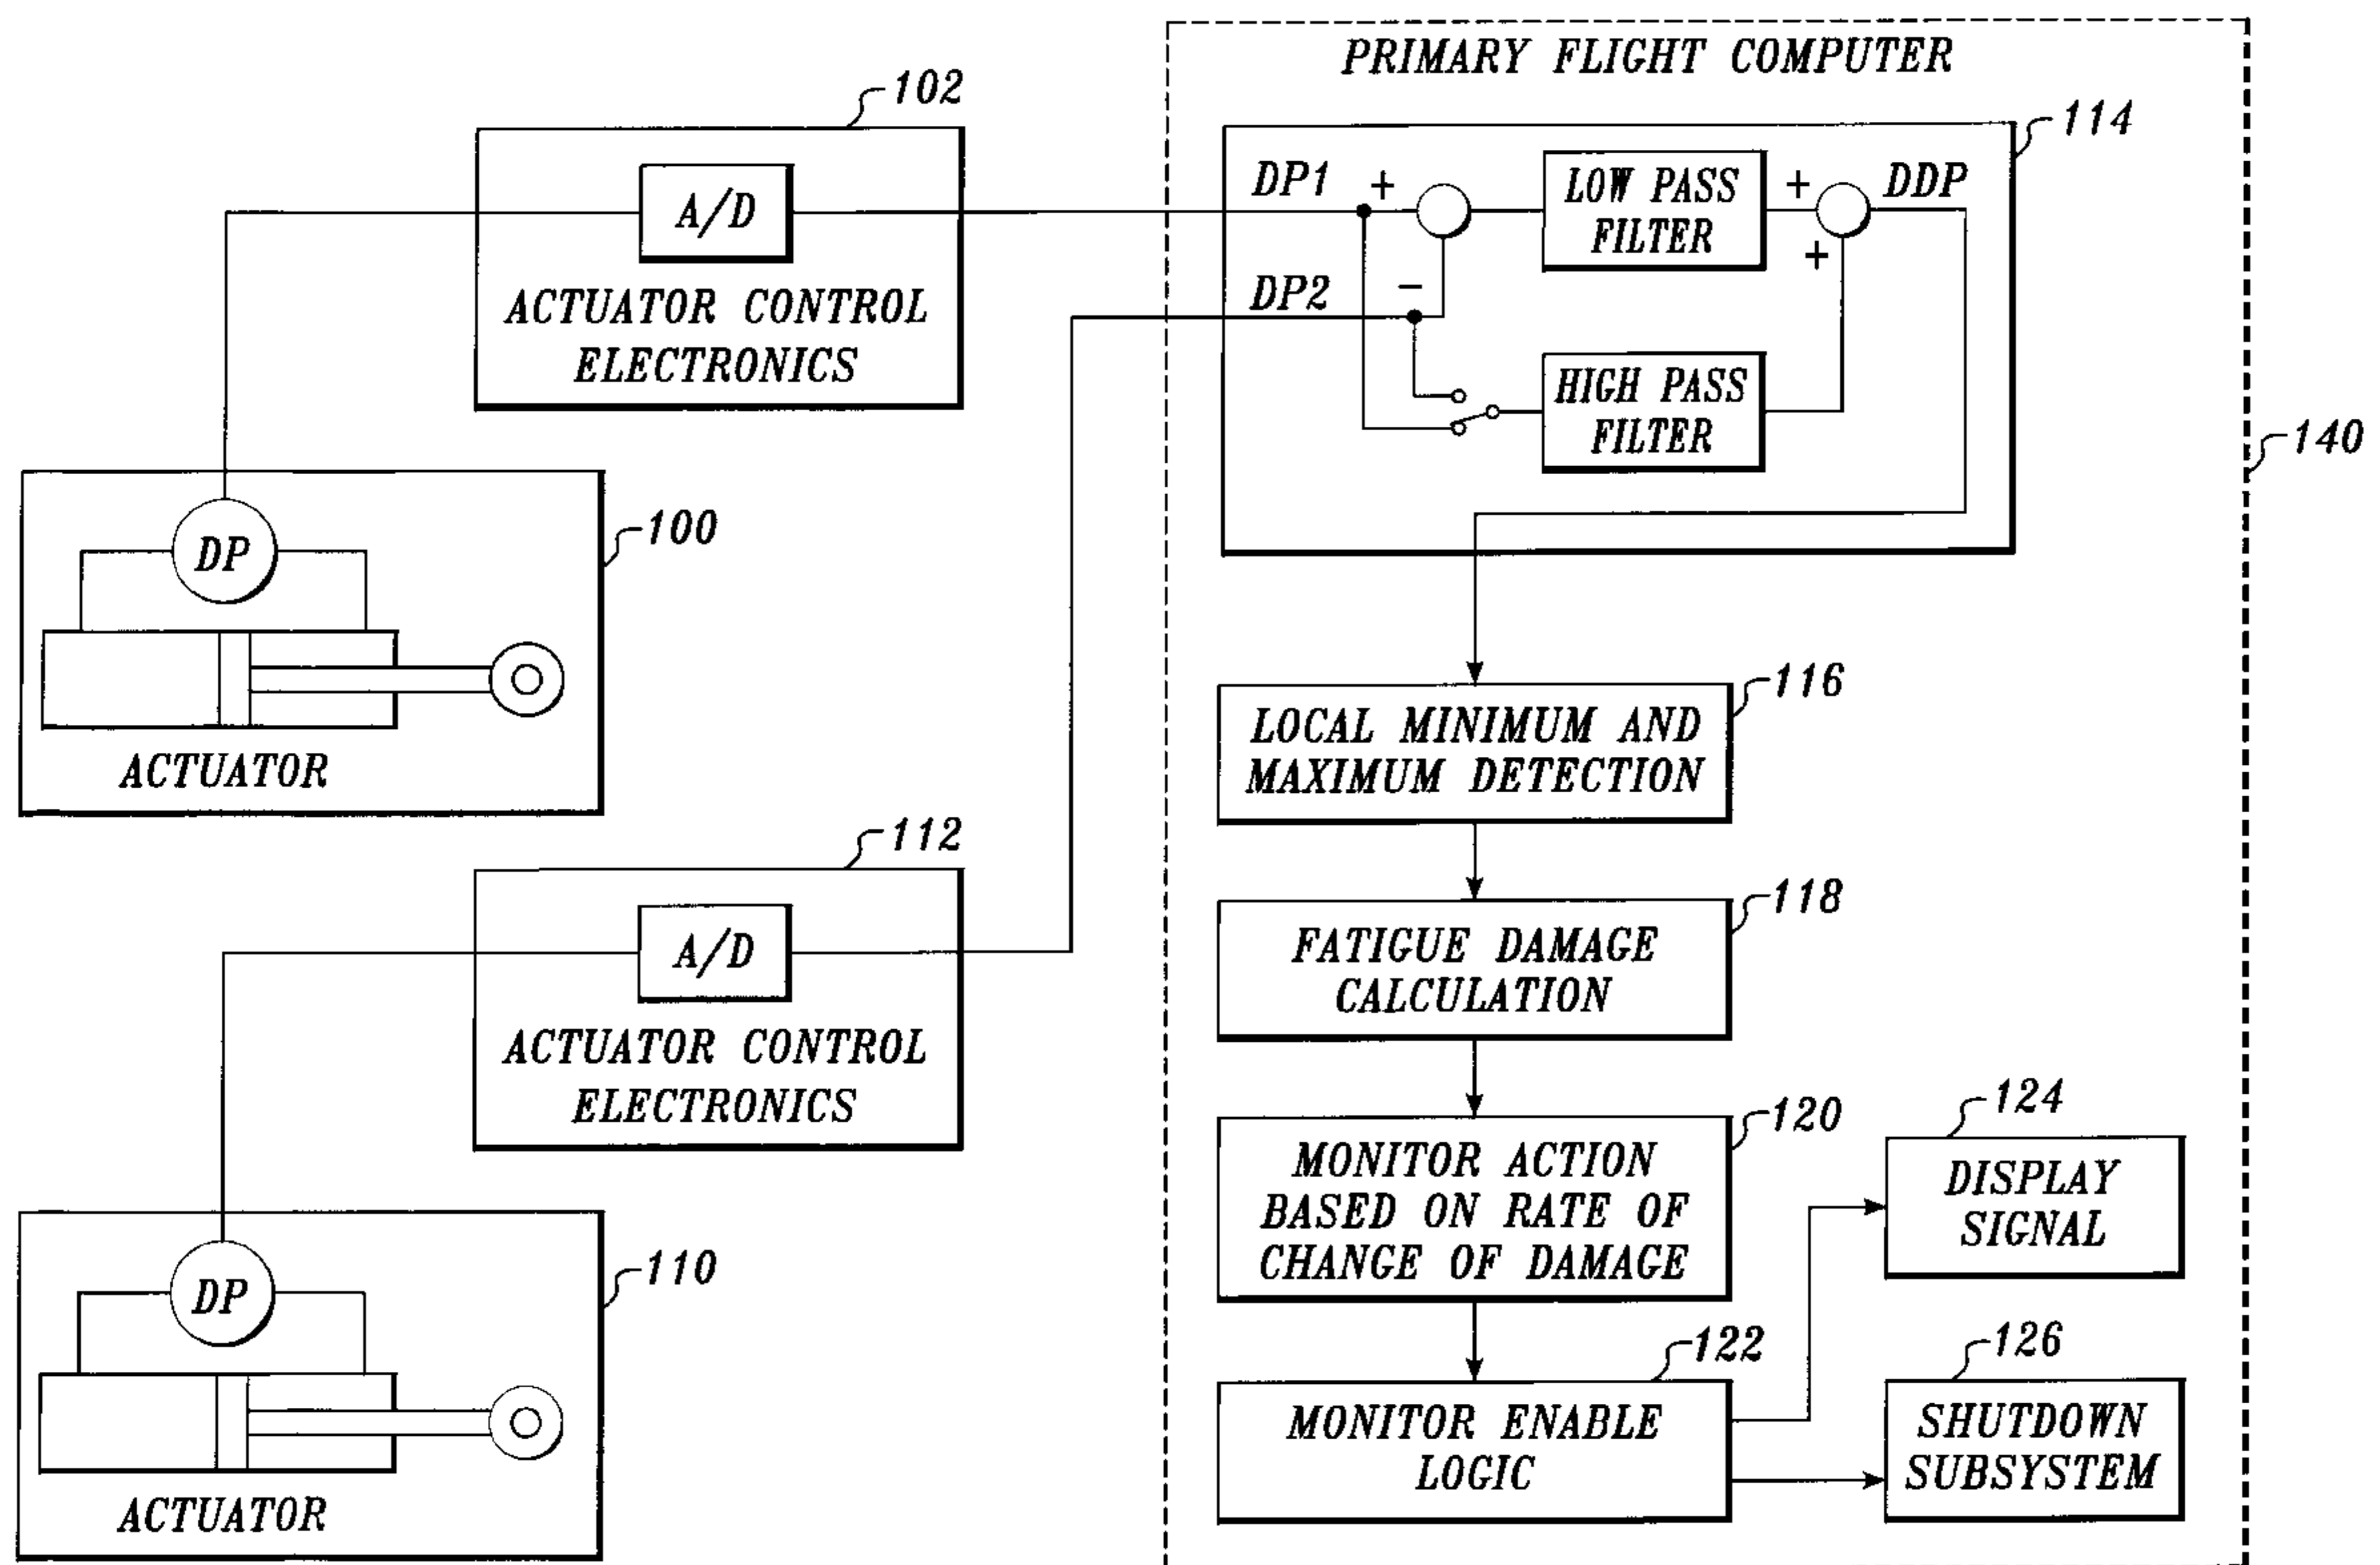 PRIMARY FLIGHT COMPUTER
102
114
A/D
ACTUATOR CONTROL
ELECTRONICS
DP1
+
LOW PASS
FILTER
+
DDP
+
DP2
-
HIGH PASS
FILTER
140
100
DP
ACTUATOR
116
LOCAL MINIMUM AND
MAXIMUM DETECTION
112
A/D
ACTUATOR CONTROL
ELECTRONICS
118
FATIGUE DAMAGE
CALCULATION
120
MONITOR ACTION
BASED ON RATE OF
CHANGE OF DAMAGE
124
DISPLAY
SIGNAL
110
DP
ACTUATOR
122
MONITOR ENABLE
LOGIC
126
SHUTDOWN
SUBSYSTEM